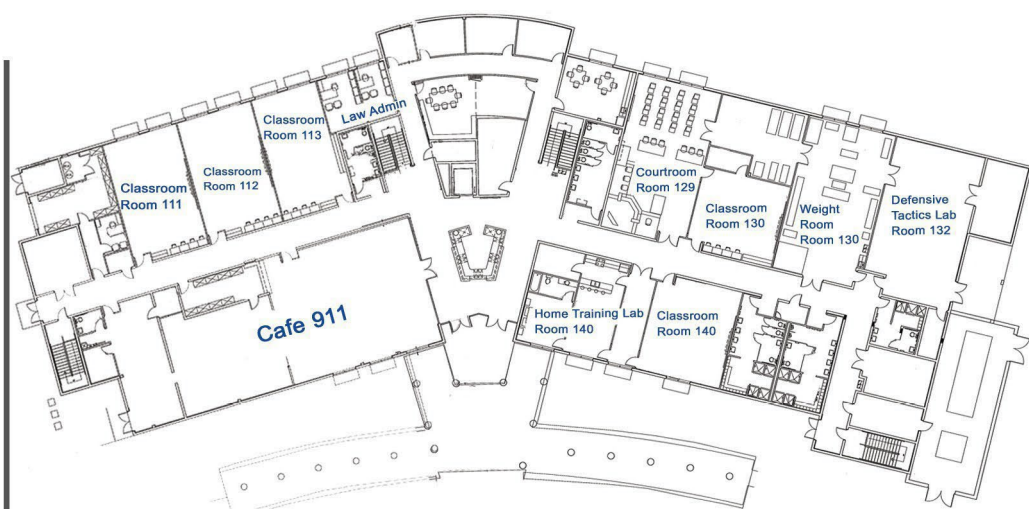 Classroom
Room 111
Classroom
Room 112
Classroom
Room 113
Law Admin
Courtroom
Room 129
Classroom
Room 130
Weight
Room
Room 130
Defensive
Tactics Lab
Room 132
Cafe 911
Home Training Lab
Room 140
Classroom
Room 140